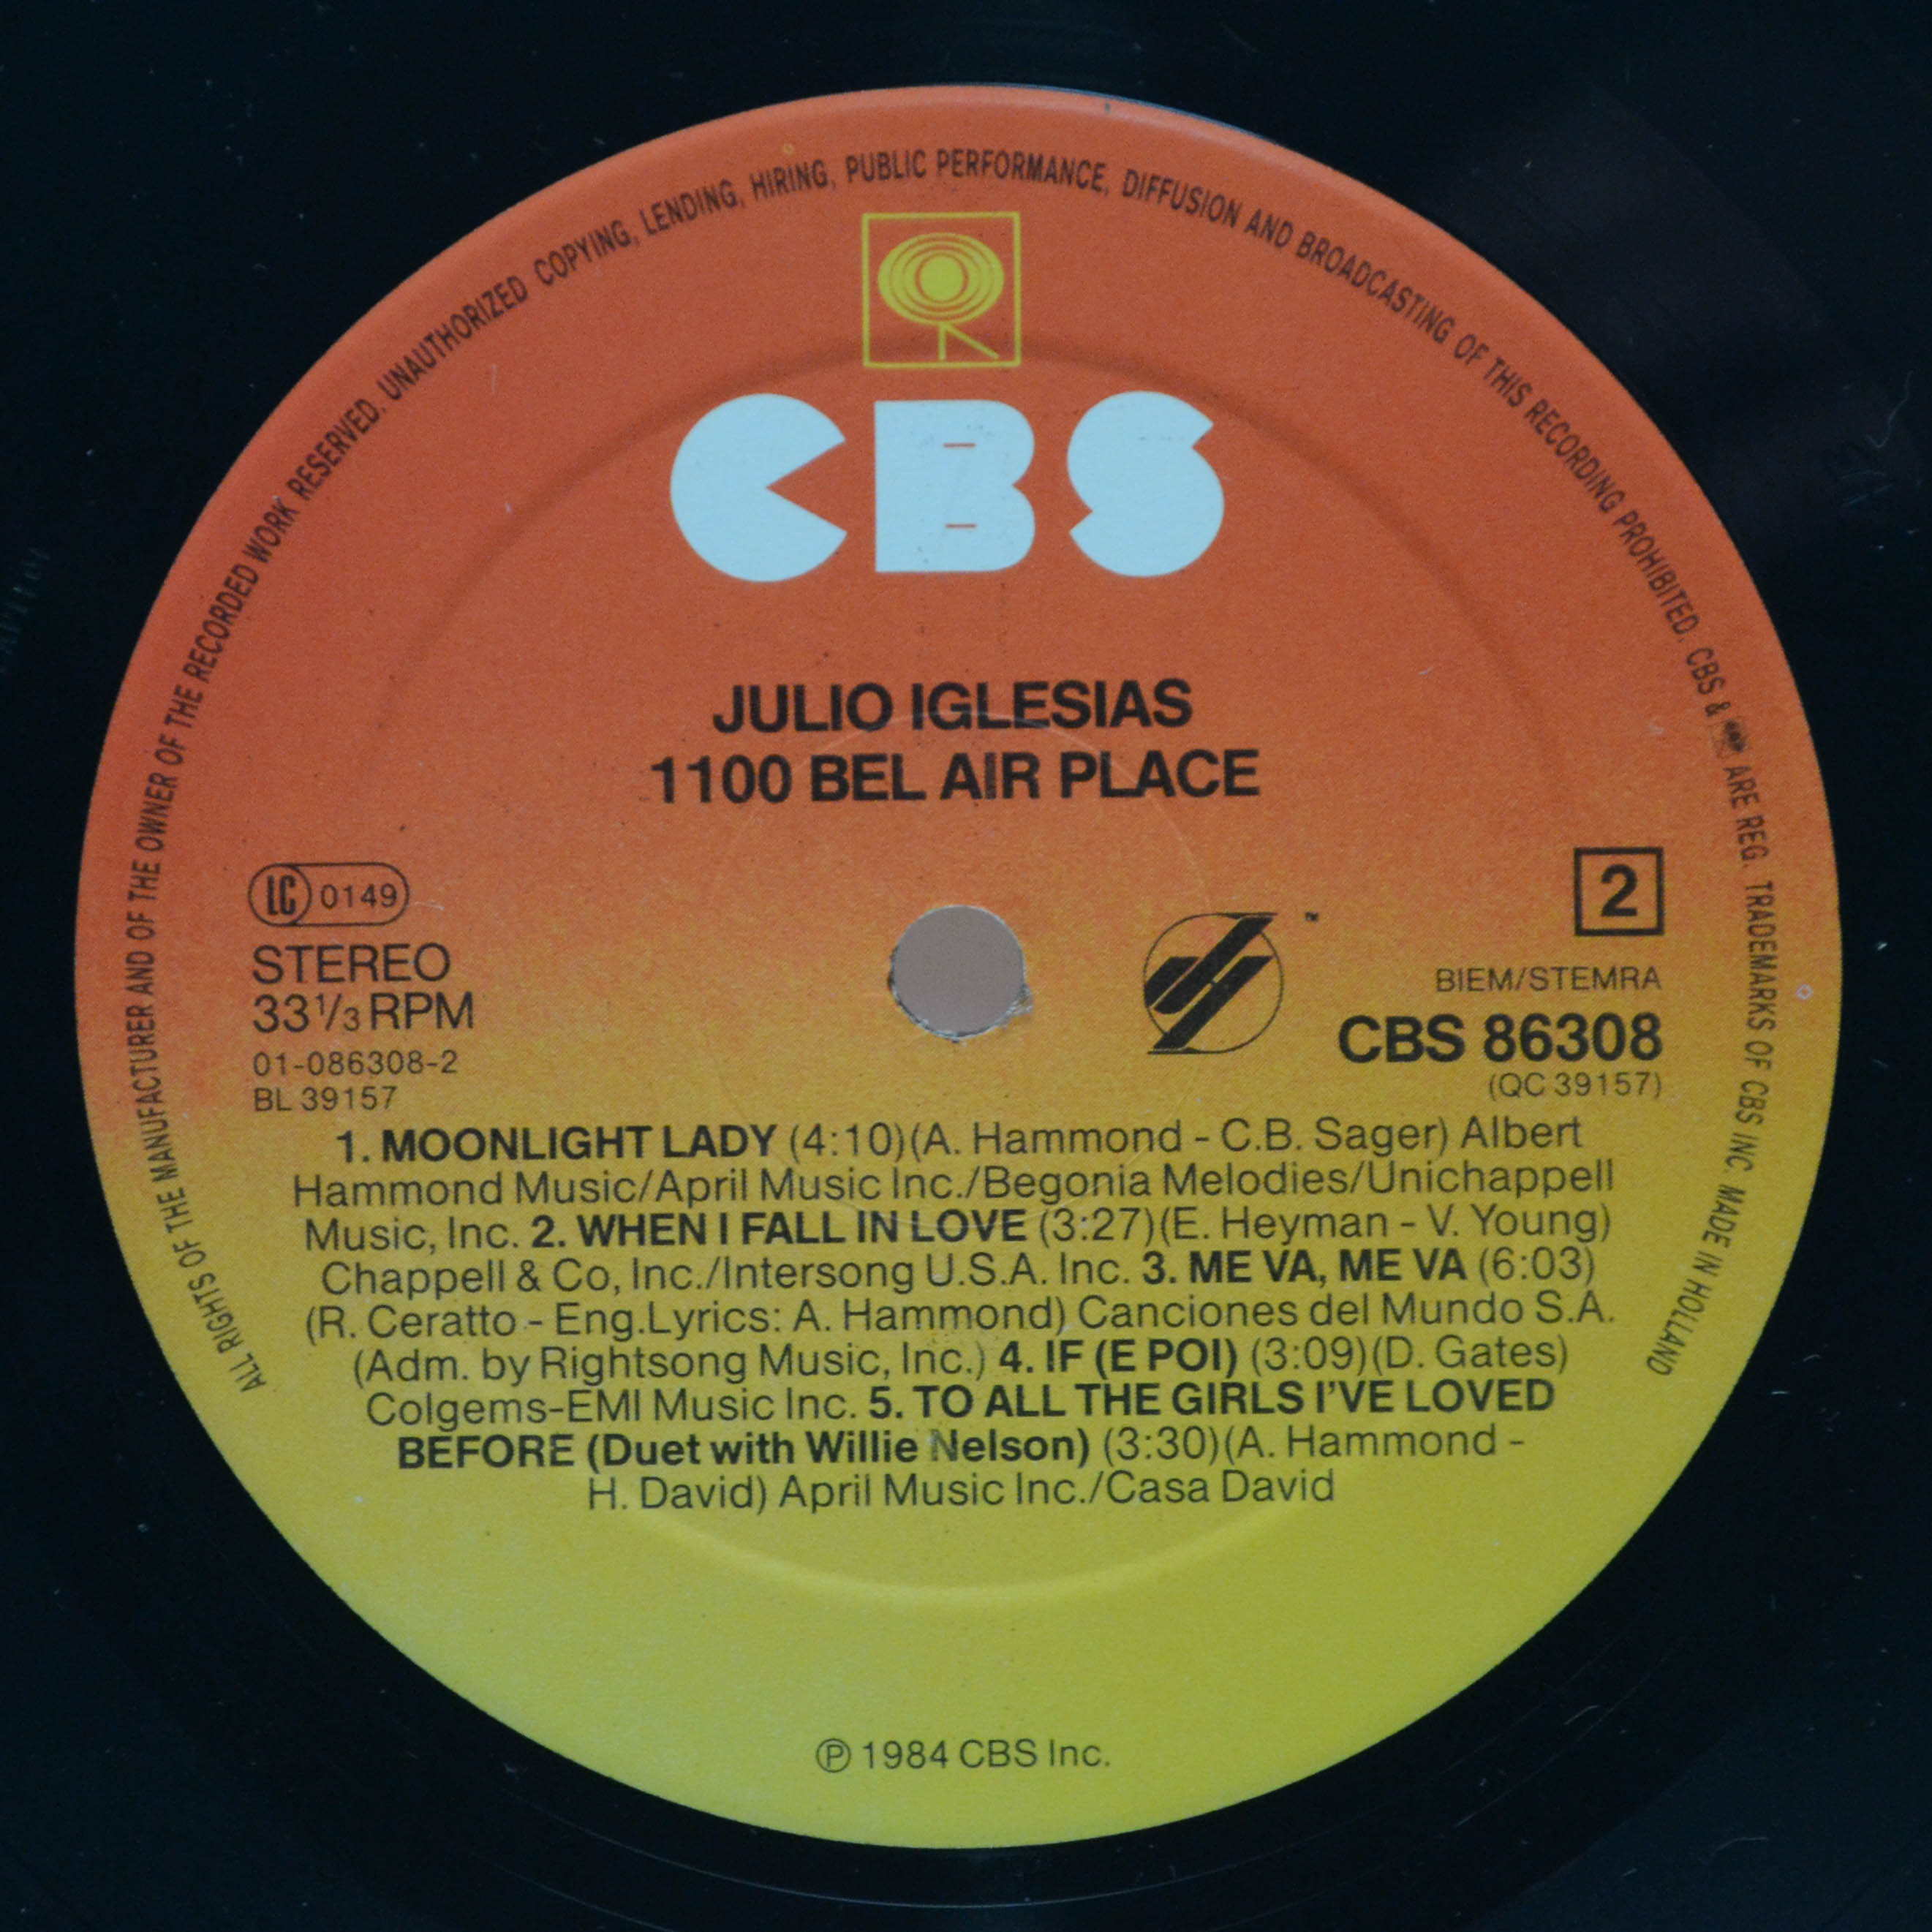 ALL RIGHTS OF THE MANUFACTURER AND OF THE OWNER OF THE RECORDED WORK RESERVED. UNAUTHORIZED COPYING, LENDING, HIRING, PUBLIC PERFORMANCE, DIFFUSION AND BROADCASTING OF THIS RECORDING PROHIBITED. CBS & ARE REG. TRADEMARKS OF CBS INC. MADE IN HOLLAND
CBS
JULIO IGLESIAS
1100 BEL AIR PLACE
LC 0149
STEREO
33 1/3 RPM
01-086308-2
BL 39157
2
BIEM/STEMRA
CBS 86308
(QC 39157)
1. MOONLIGHT LADY (4:10)(A. Hammond - C.B. Sager) Albert
Hammond Music/April Music Inc./Begonia Melodies/Unichappell
Music, Inc. 2. WHEN I FALL IN LOVE (3:27)(E. Heyman - V. Young)
Chappell & Co, Inc./Intersong U.S.A. Inc. 3. ME VA, ME VA (6:03)
(R. Ceratto - Eng.Lyrics: A. Hammond) Canciones del Mundo S.A.
(Adm. by Rightsong Music, Inc.) 4. IF (E POI) (3:09)(D. Gates)
Colgems-EMI Music Inc. 5. TO ALL THE GIRLS I'VE LOVED
BEFORE (Duet with Willie Nelson) (3:30)(A. Hammond -
H. David) April Music Inc./Casa David
℗ 1984 CBS Inc.